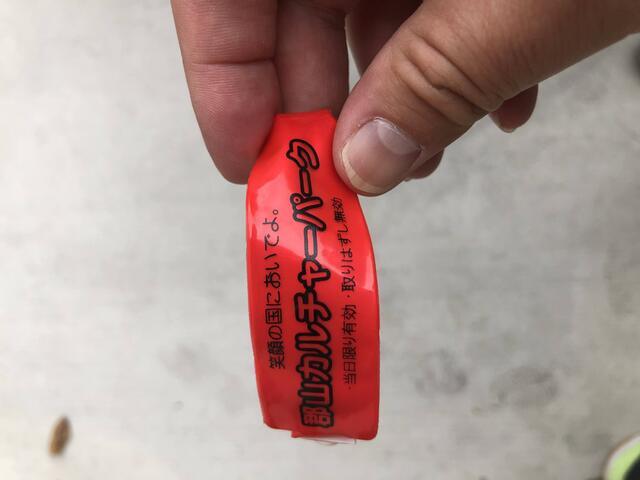 笑顔の国においでよ。
郡山カルチャーパーク
・当日限り有効・取りはずし無効